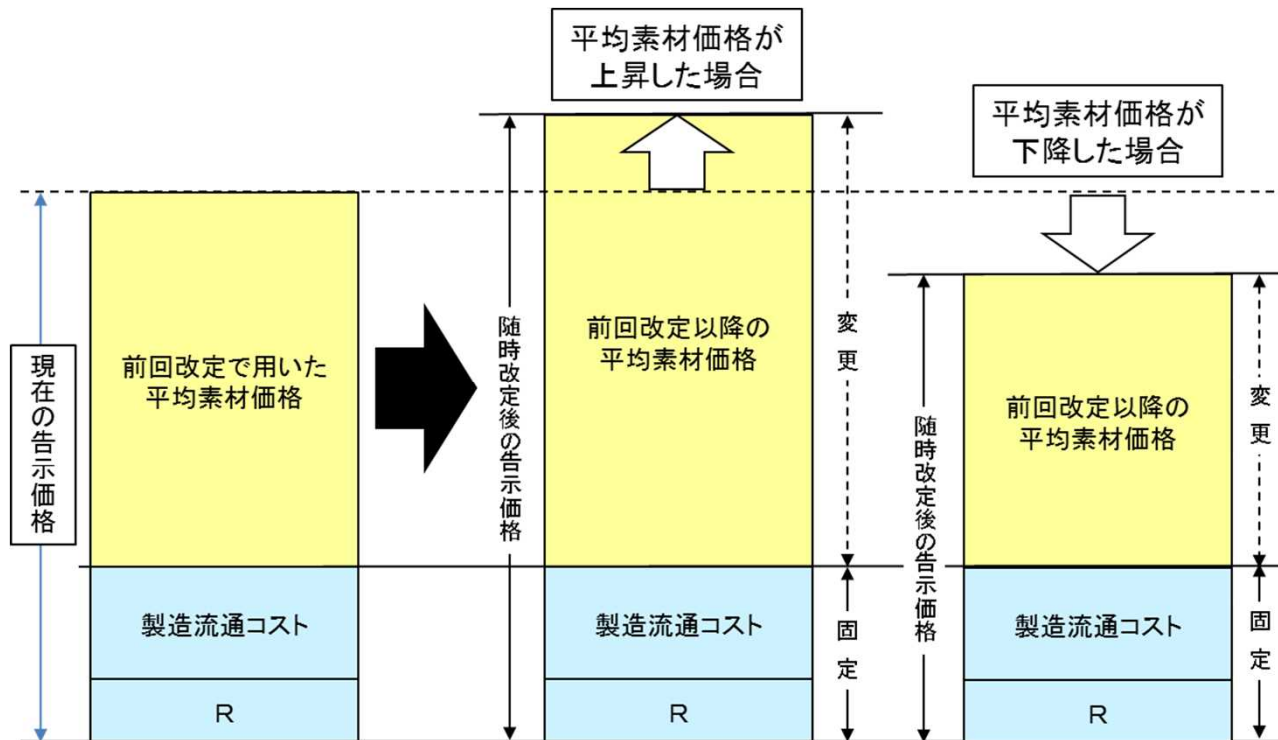 平均素材価格が
上昇した場合
平均素材価格が
下降した場合
現在の告示価格
前回改定で用いた
平均素材価格
製造流通コスト
R
随時改定後の告示価格
前回改定以降の
平均素材価格
製造流通コスト
R
変更
固定
随時改定後の告示価格
前回改定以降の
平均素材価格
製造流通コスト
R
変更
固定